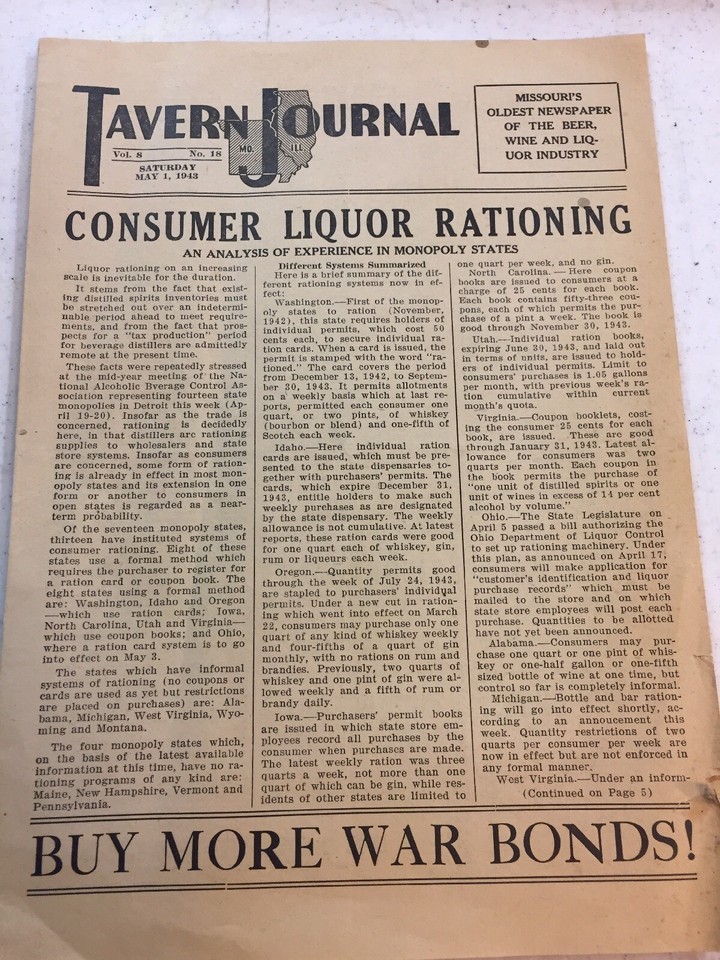 TAVERN JOURNAL
MO. ILL
Vol. 8 No. 18
SATURDAY
MAY 1, 1943
MISSOURI'S
OLDEST NEWSPAPER
OF THE BEER,
WINE AND LIQ-
UOR INDUSTRY
CONSUMER LIQUOR RATIONING
AN ANALYSIS OF EXPERIENCE IN MONOPOLY STATES
Liquor rationing on an increasing
scale is inevitable for the duration.
It stems from the fact that exist-
ing distilled spirits inventories must
be stretched out over an indetermi-
nable period ahead to meet require-
ments, and from the fact that pros-
pects for a "tax production" period
for beverage distillers are admittedly
remote at the present time.
These facts were repeatedly stressed
at the mid-year meeting of the Na-
tional Alcoholic Bverage Control As-
sociation representing fourteen state
monopolies in Detroit this week (Ap-
ril 19-20). Insofar as the trade is
concerned, rationing is decidedly
here, in that distillers are rationing
supplies to wholesalers and state
store systems. Insofar as consumers
are concerned, some form of ration-
ing is already in effect in most mon-
opoly states and its extension in one
form or another to consumers in
open states is regarded as a near-
term probability.
Of the seventeen monopoly states,
thirteen have instituted systems of
consumer rationing. Eight of these
states use a formal method which
requires the purchaser to register for
a ration card or coupon book. The
eight states using a formal method
are: Washington, Idaho and Oregon
—which use ration cards; Iowa,
North Carolina, Utah and Virginia—
which use coupon books; and Ohio,
where a ration card system is to go
into effect on May 3.
The states which have informal
systems of rationing (no coupons or
cards are used as yet but restrictions
are placed on purchases) are: Ala-
bama, Michigan, West Virginia, Wyo-
ming and Montana.
The four monopoly states which,
on the basis of the latest available
information at this time, have no ra-
tioning programs of any kind are:
Maine, New Hampshire, Vermont and
Pennsylvania.
Different Systems Summarized
Here is a brief summary of the dif-
ferent rationing systems now in ef-
fect:
Washington.—First of the monop-
oly states to ration (November,
1942), this state requires holders of
individual permits, which cost 50
cents each, to secure individual ra-
tion cards. When a card is issued, the
permit is stamped with the word "ra-
tioned." The card covers the period
from December 13, 1942, to Septem-
ber 30, 1943. It permits allotments
on a weekly basis which at last re-
ports, permitted each consumer one
quart, or two pints, of whiskey
(bourbon or blend) and one-fifth of
Scotch each week.
Idaho.—Here individual ration
cards are issued, which must be pre-
sented to the state dispensaries to-
gether with purchasers' permits. The
cards, which expire December 31,
1943, entitle holders to make such
weekly purchases as are designated
by the state dispensary. The weekly
allowance is not cumulative. At latest
reports, these ration cards were good
for one quart each of whiskey, gin,
rum or liqueurs each week.
Oregon.—Quantity permits good
through the week of July 24, 1943,
are stapled to purchasers' individual
permits. Under a new cut in ration-
ing which went into effect on March
22, consumers may purchase only one
quart of any kind of whiskey weekly
and four-fifths of a quart of gin
monthly, with no rations on rum and
brandies. Previously, two quarts of
whiskey and one pint of gin were al-
lowed weekly and a fifth of rum or
brandy daily.
Iowa.—Purchasers' permit books
are issued in which state store em-
ployees record all purchases by the
consumer when purchases are made.
The latest weekly ration was three
quarts a week, not more than one
quart of which can be gin, while res-
idents of other states are limited to
one quart per week, and no gin.
North Carolina.—Here coupon
books are issued to consumers at a
charge of 25 cents for each book.
Each book contains fifty-three cou-
pons, each of which permits the pur-
chase of a pint a week. The book is
good through November 30, 1943.
Utah.—Individual ration books,
expiring June 30, 1943, and laid out
in terms of units, are issued to hold-
ers of individual permits. Limit to
consumers' purchases is 1.05 gallons
per month, with previous week's ra-
tion cumulative within current
month's quota.
Virginia.—Coupon booklets, cost-
ing the consumer 25 cents for each
book, are issued. These are good
through January 31, 1943. Latest al-
lowance for consumers was two
quarts per month. Each coupon in
the book permits the purchase of
"one unit of distilled spirits or one
unit of wines in excess of 14 per cent
alcohol by volume."
Ohio.—The State Legislature on
April 5 passed a bill authorizing the
Ohio Department of Liquor Control
to set up rationing machinery. Under
this plan, as announced on April 17,
consumers will make application for
"customer's identification and liquor
purchase records" which must be
mailed to the store and on which
state store employees will post each
purchase. Quantities to be allotted
have not yet been announced.
Alabama.—Consumers may pur-
chase one quart or one pint of whis-
key or one-half gallon or one-fifth
sized bottle of wine at one time, but
control so far is completely informal.
Michigan.—Bottle and bar ration-
ing will go into effect shortly, ac-
cording to an annoucement this
week. Quantity restrictions of two
quarts per consumer per week are
now in effect but are not enforced in
any formal manner.
West Virginia.—Under an inform-
(Continued on Page 5)
BUY MORE WAR BONDS!